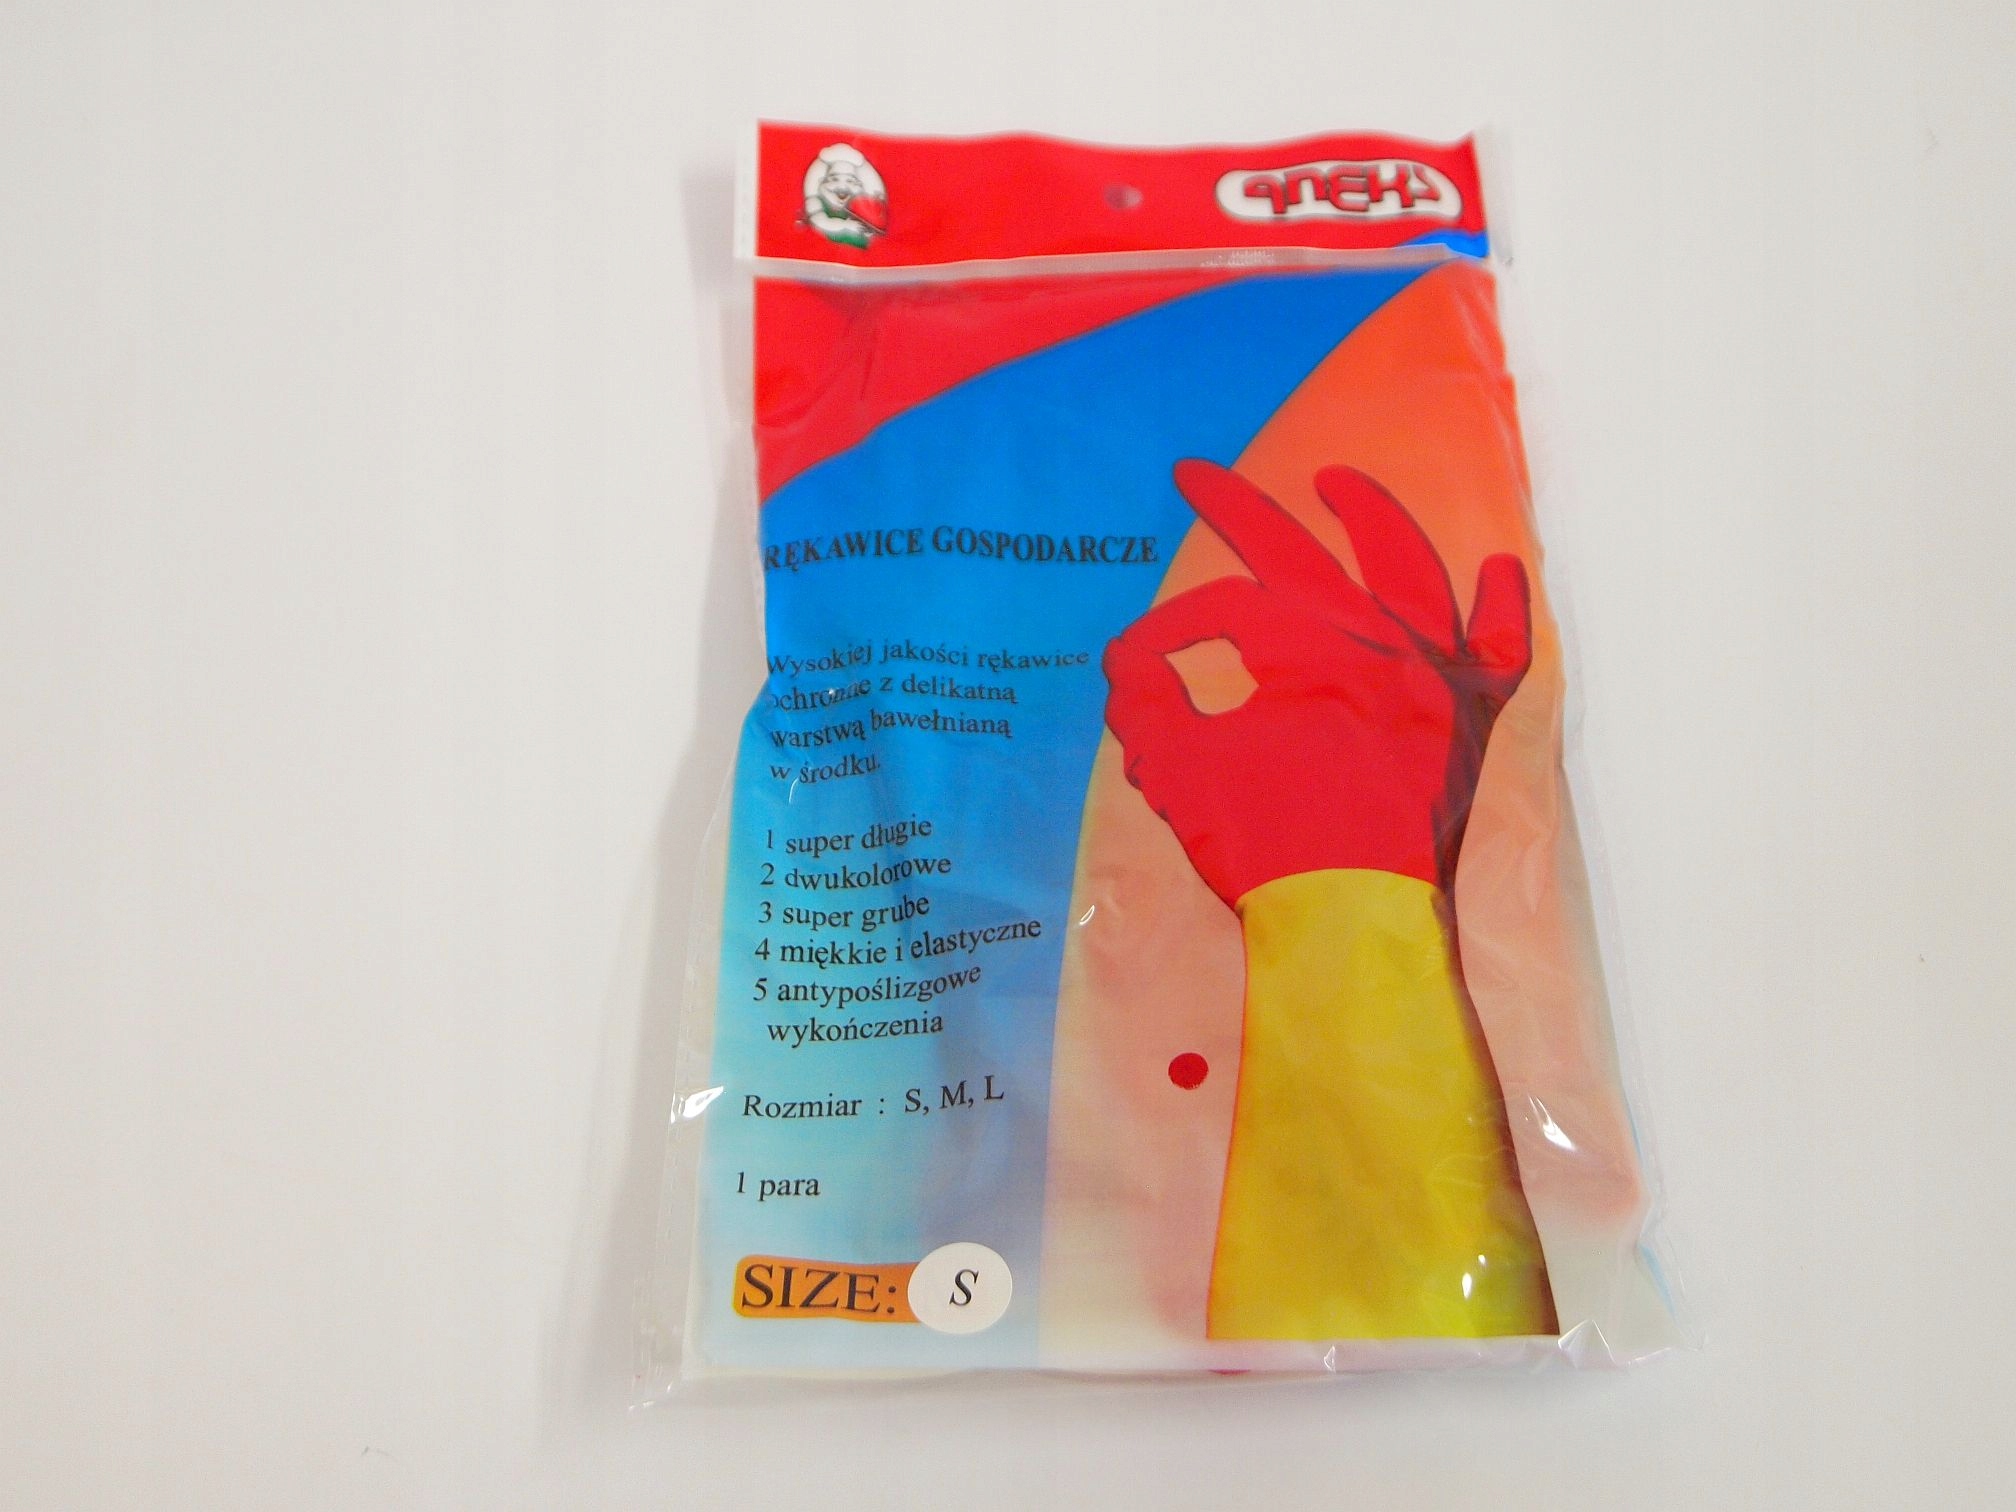 aneks
RĘKAWICE GOSPODARCZE
Wysokiej jakości rękawice
ochronne z delikatną
warstwą bawełnianą
w środku.
1 super długie
2 dwukolorowe
3 super grube
4 miękkie i elastyczne
5 antypoślizgowe
wykończenia
Rozmiar : S, M, L
1 para
SIZE: S